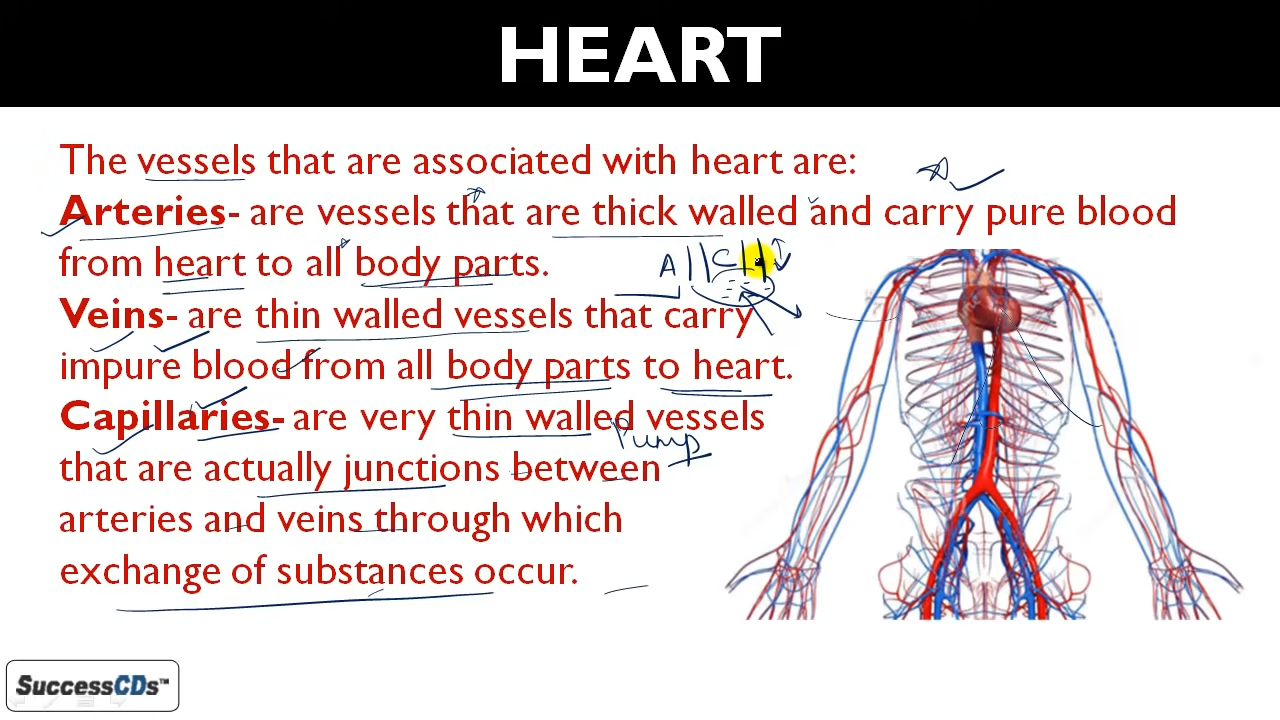 HEART
The vessels that are associated with heart are:
Arteries- are vessels that are thick walled and carry pure blood
from heart to all body parts.
A C
Veins- are thin walled vessels that carry
impure blood from all body parts to heart.
Capillaries- are very thin walled vessels
Pump
that are actually junctions between
arteries and veins through which
exchange of substances occur.
SuccessCDs™